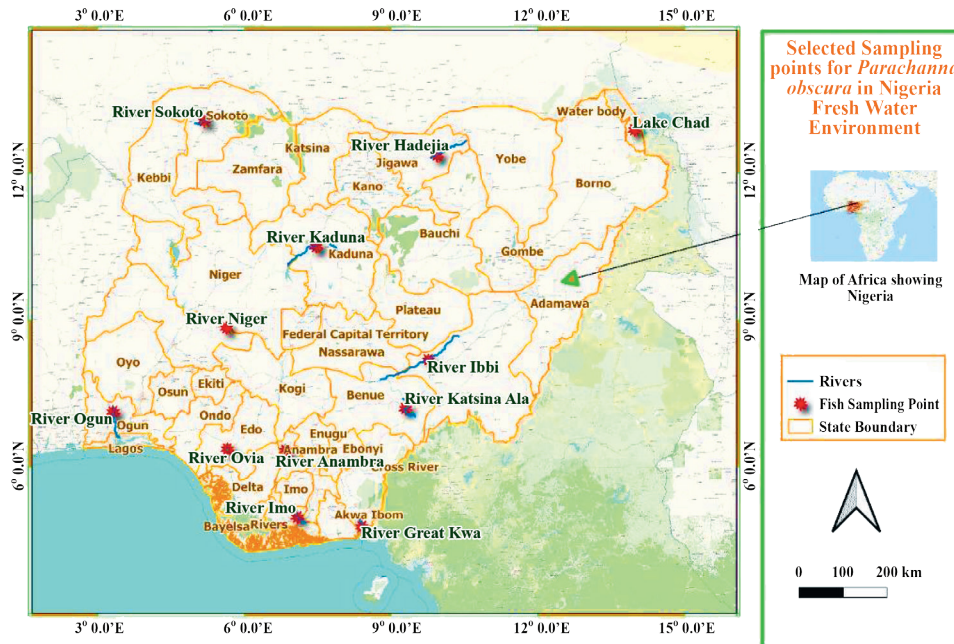 3° 0.0′E 6° 0.0′E 9° 0.0′E 12° 0.0′E 15° 0.0′E
12° 0.0′N
9° 0.0′N
6° 0.0′N
River Sokoto
Sokoto
Katsina
Zamfara
Kebbi
River Hadejia
Jigawa
Kano
Yobe
Water body
Lake Chad
Borno
River Kaduna
Kaduna
Bauchi
Gombe
Niger
Adamawa
Plateau
River Niger
Federal Capital Territory
Nassarawa
River Ibbi
Oyo
Osun
Ekiti
Kogi
Benue
River Katsina Ala
River Ogun
Ogun
Ondo
Edo
Enugu
Lagos
River Ovia
Anambra
Ebonyi
River Anambra
Cross River
Delta
Imo
River Imo
Akwa Ibom
Bayelsa
Rivers
River Great Kwa
12° 0.0′N
9° 0.0′N
6° 0.0′N
3° 0.0′E 6° 0.0′E 9° 0.0′E 12° 0.0′E 15° 0.0′E
Selected Sampling
points for Parachanna
obscura in Nigeria
Fresh Water
Environment
Map of Africa showing
Nigeria
Rivers
Fish Sampling Point
State Boundary
0 100 200 km